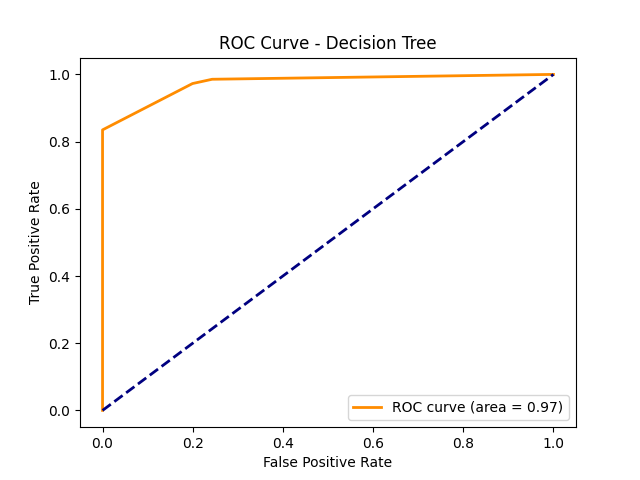 ROC Curve - Decision Tree
1.0
0.8
0.6
0.4
0.2
0.0
True Positive Rate
ROC curve (area = 0.97)
0.0 0.2 0.4 0.6 0.8 1.0
False Positive Rate